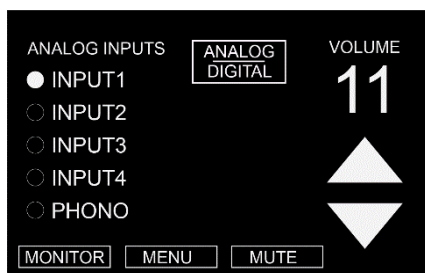 ANALOG INPUTS
INPUT1
INPUT2
INPUT3
INPUT4
PHONO
ANALOG
DIGITAL
VOLUME
11
MONITOR
MENU
MUTE